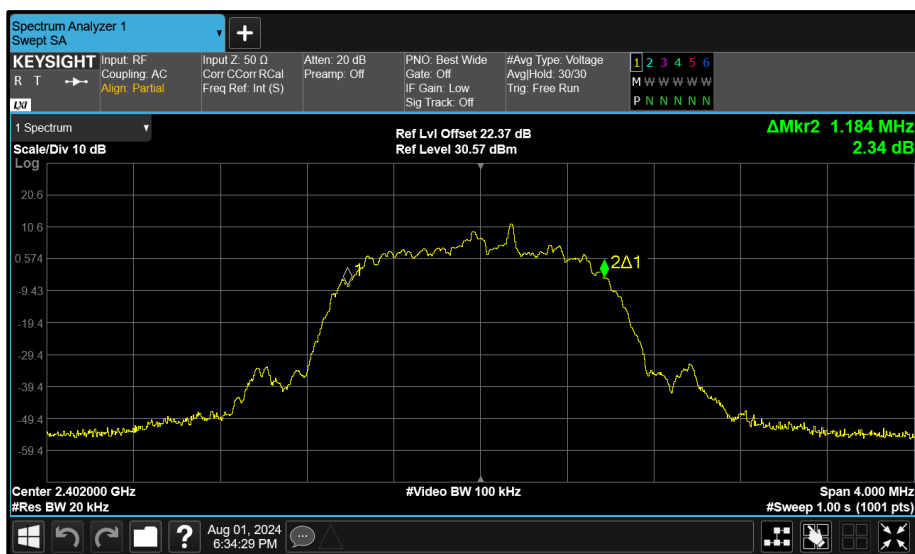 Spectrum Analyzer 1
Swept SA
KEYSIGHT
R T
LXI
Input: RF
Coupling: AC
Align: Partial
Input Z: 50 Ω
Corr CCorr RCal
Freq Ref: Int (S)
Atten: 20 dB
Preamp: Off
PNO: Best Wide
Gate: Off
IF Gain: Low
Sig Track: Off
#Avg Type: Voltage
Avg|Hold: 30/30
Trig: Free Run
1 2 3 4 5 6
M W W W W W
P N N N N N
1 Spectrum
Scale/Div 10 dB
Log
Ref Lvl Offset 22.37 dB
Ref Level 30.57 dBm
ΔMkr2 1.184 MHz
2.34 dB
20.6
10.6
0.574
-9.43
-19.4
-29.4
-39.4
-49.4
-59.4
1
2Δ1
Center 2.402000 GHz
#Res BW 20 kHz
#Video BW 100 kHz
Span 4.000 MHz
#Sweep 1.00 s (1001 pts)
Aug 01, 2024
6:34:29 PM